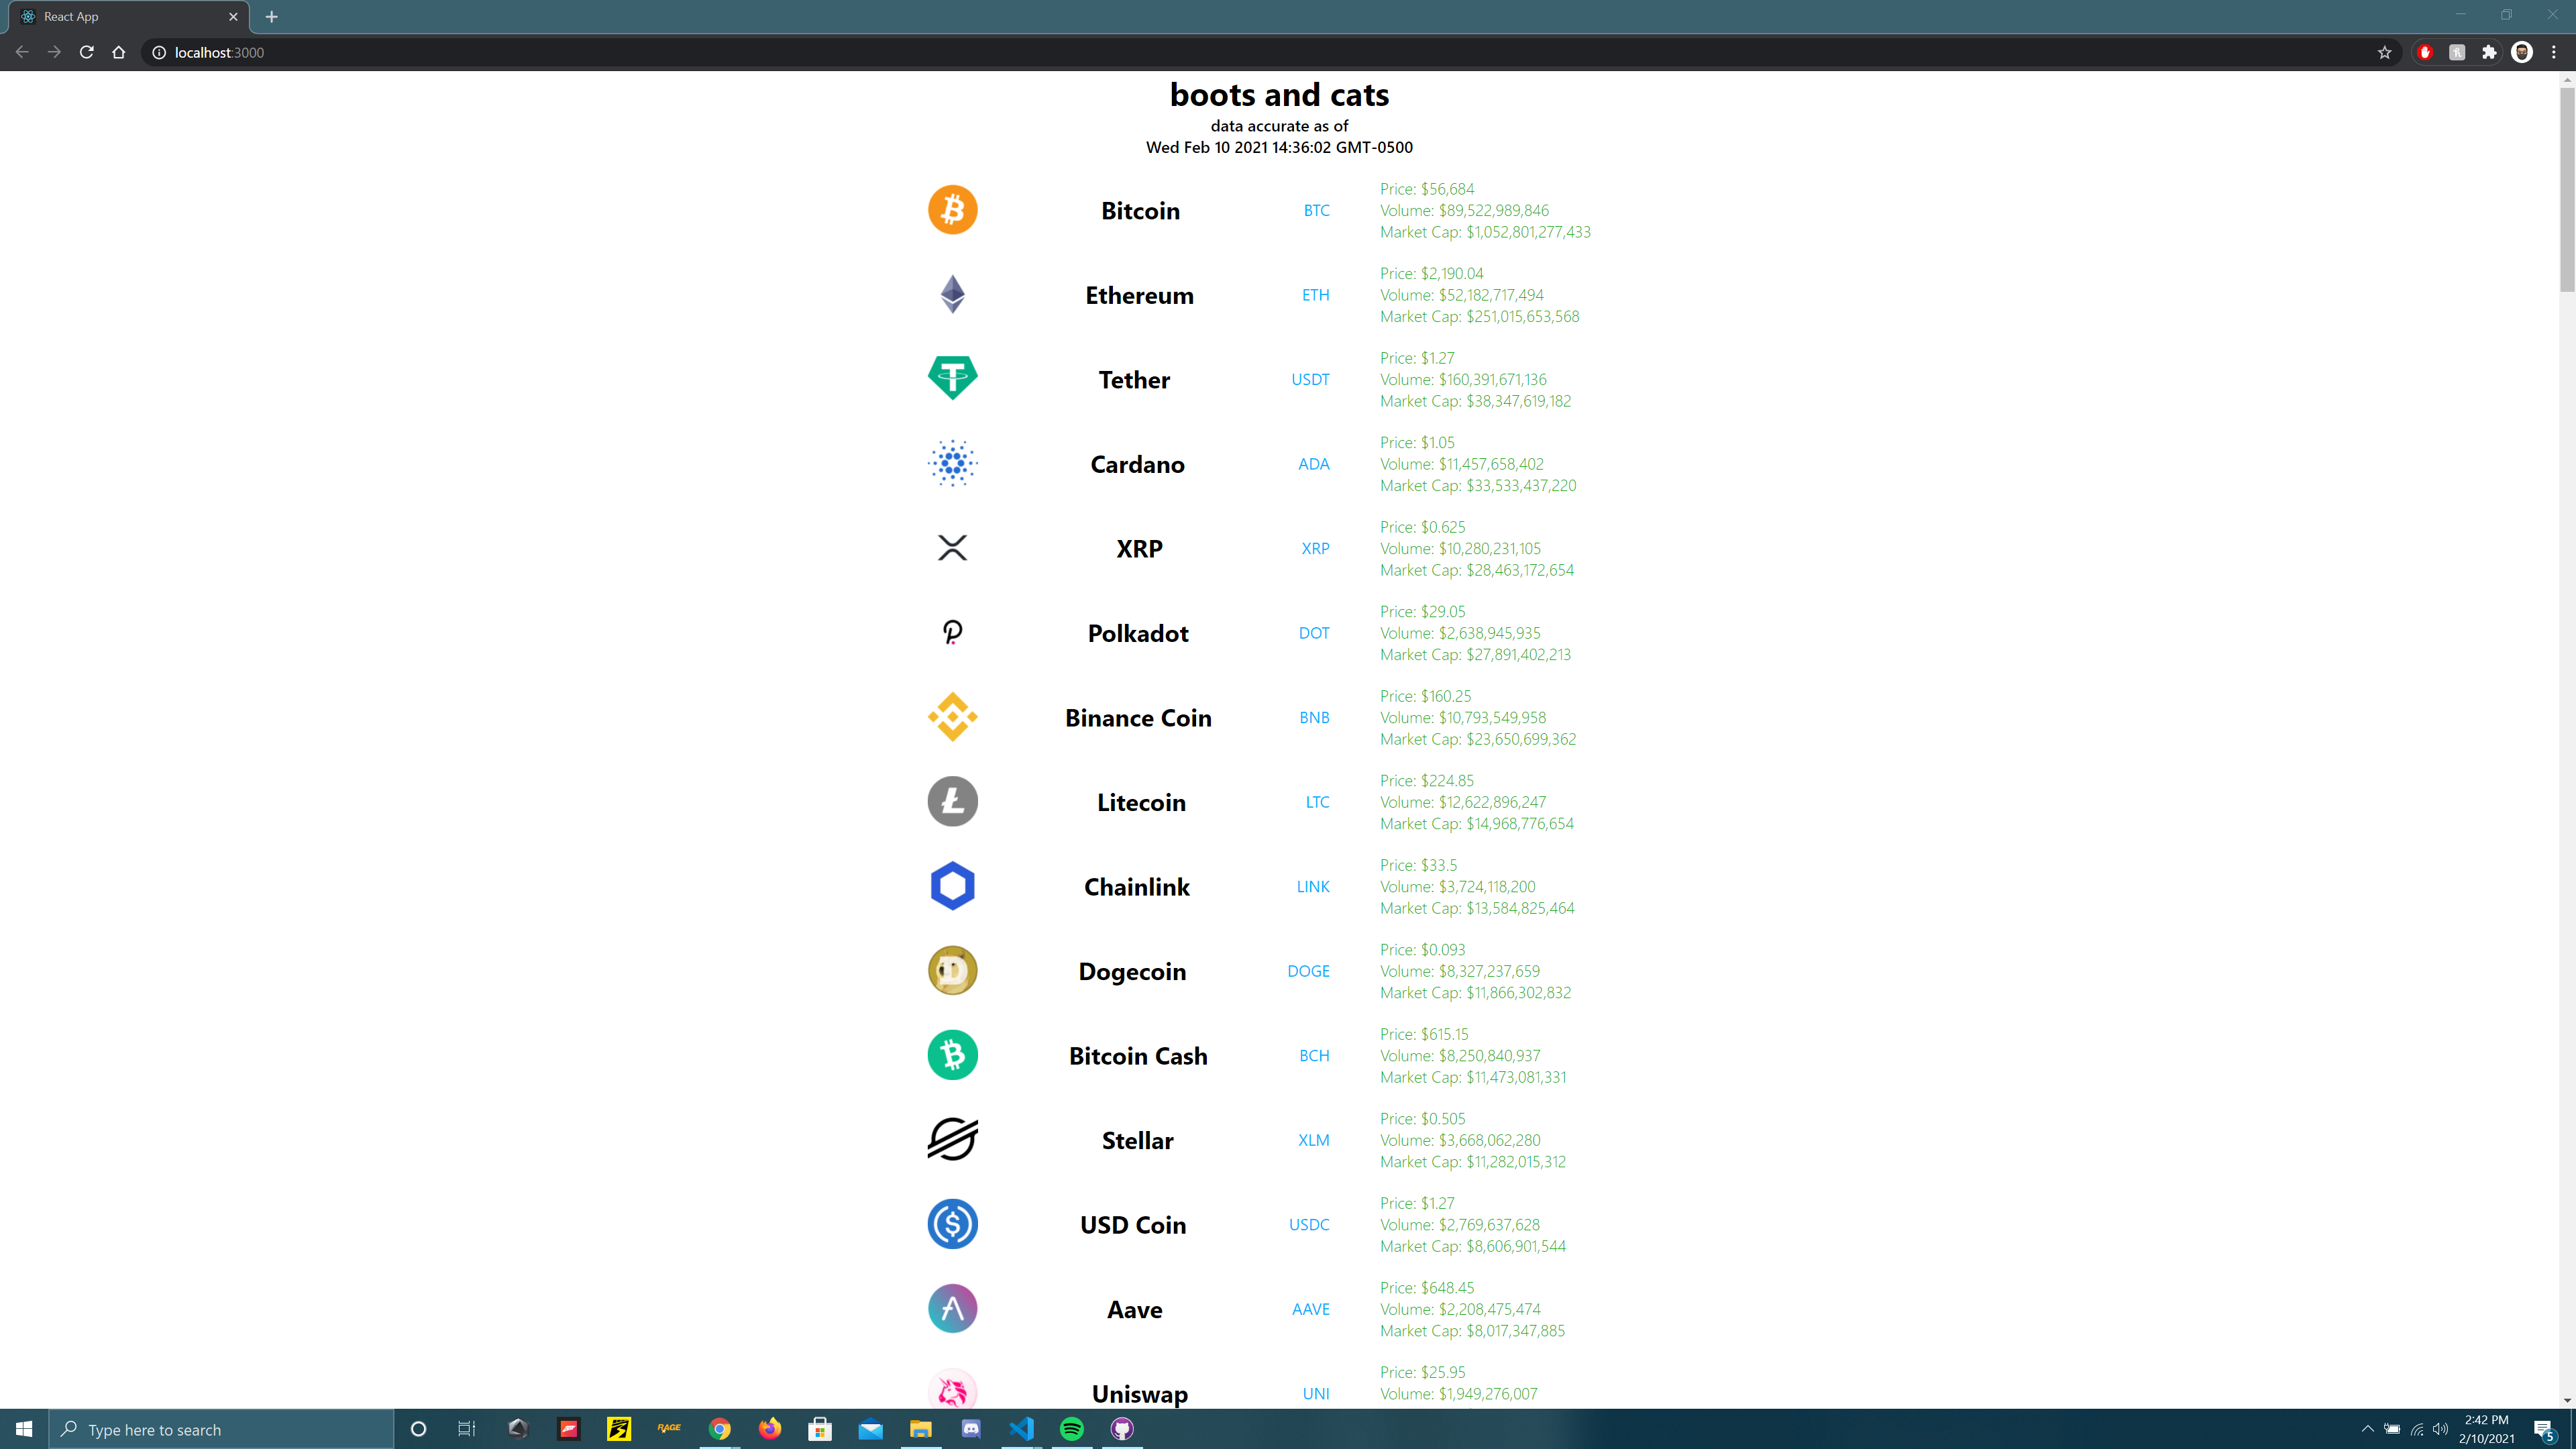 React App
localhost:3000
boots and cats
data accurate as of
Wed Feb 10 2021 14:36:02 GMT-0500
Bitcoin BTC Price: $56,684
Volume: $89,522,989,846
Market Cap: $1,052,801,277,433
Ethereum ETH Price: $2,190.04
Volume: $52,182,717,494
Market Cap: $251,015,653,568
Tether USDT Price: $1.27
Volume: $160,391,671,136
Market Cap: $38,347,619,182
Cardano ADA Price: $1.05
Volume: $11,457,658,402
Market Cap: $33,533,437,220
XRP XRP Price: $0.625
Volume: $10,280,231,105
Market Cap: $28,463,172,654
Polkadot DOT Price: $29.05
Volume: $2,638,945,935
Market Cap: $27,891,402,213
Binance Coin BNB Price: $160.25
Volume: $10,793,549,958
Market Cap: $23,650,699,362
Litecoin LTC Price: $224.85
Volume: $12,622,896,247
Market Cap: $14,968,776,654
Chainlink LINK Price: $33.5
Volume: $3,724,118,200
Market Cap: $13,584,825,464
Dogecoin DOGE Price: $0.093
Volume: $8,327,237,659
Market Cap: $11,866,302,832
Bitcoin Cash BCH Price: $615.15
Volume: $8,250,840,937
Market Cap: $11,473,081,331
Stellar XLM Price: $0.505
Volume: $3,668,062,280
Market Cap: $11,282,015,312
USD Coin USDC Price: $1.27
Volume: $2,769,637,628
Market Cap: $8,606,901,544
Aave AAVE Price: $648.45
Volume: $2,208,475,474
Market Cap: $8,017,347,885
Uniswap UNI Price: $25.95
Volume: $1,949,276,007
Type here to search
RAGE
2:42 PM
2/10/2021
5